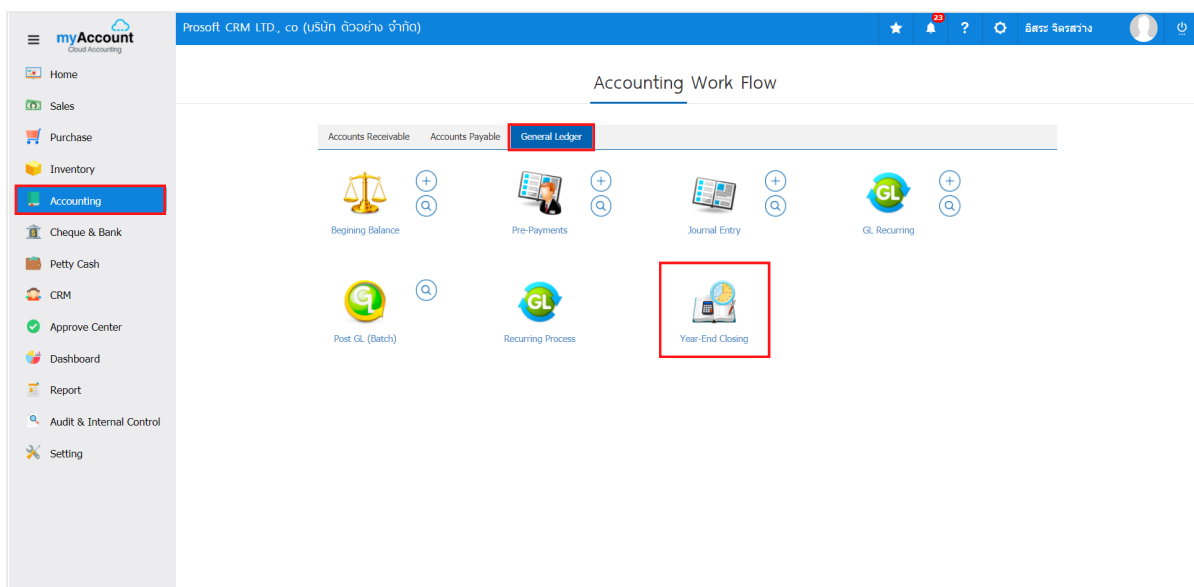 myAccount
Cloud Accounting
Prosoft CRM LTD., co (บริษัท ตัวอย่าง จำกัด)
23
?
อิสระ จิตรสว่าง
Home
Sales
Purchase
Inventory
Accounting
Cheque & Bank
Petty Cash
CRM
Approve Center
Dashboard
Report
Audit & Internal Control
Setting
Accounting Work Flow
Accounts Receivable Accounts Payable General Ledger
Begining Balance Pre-Payments Journal Entry GL Recurring
GL
Post GL (Batch) Recurring Process Year-End Closing
GL